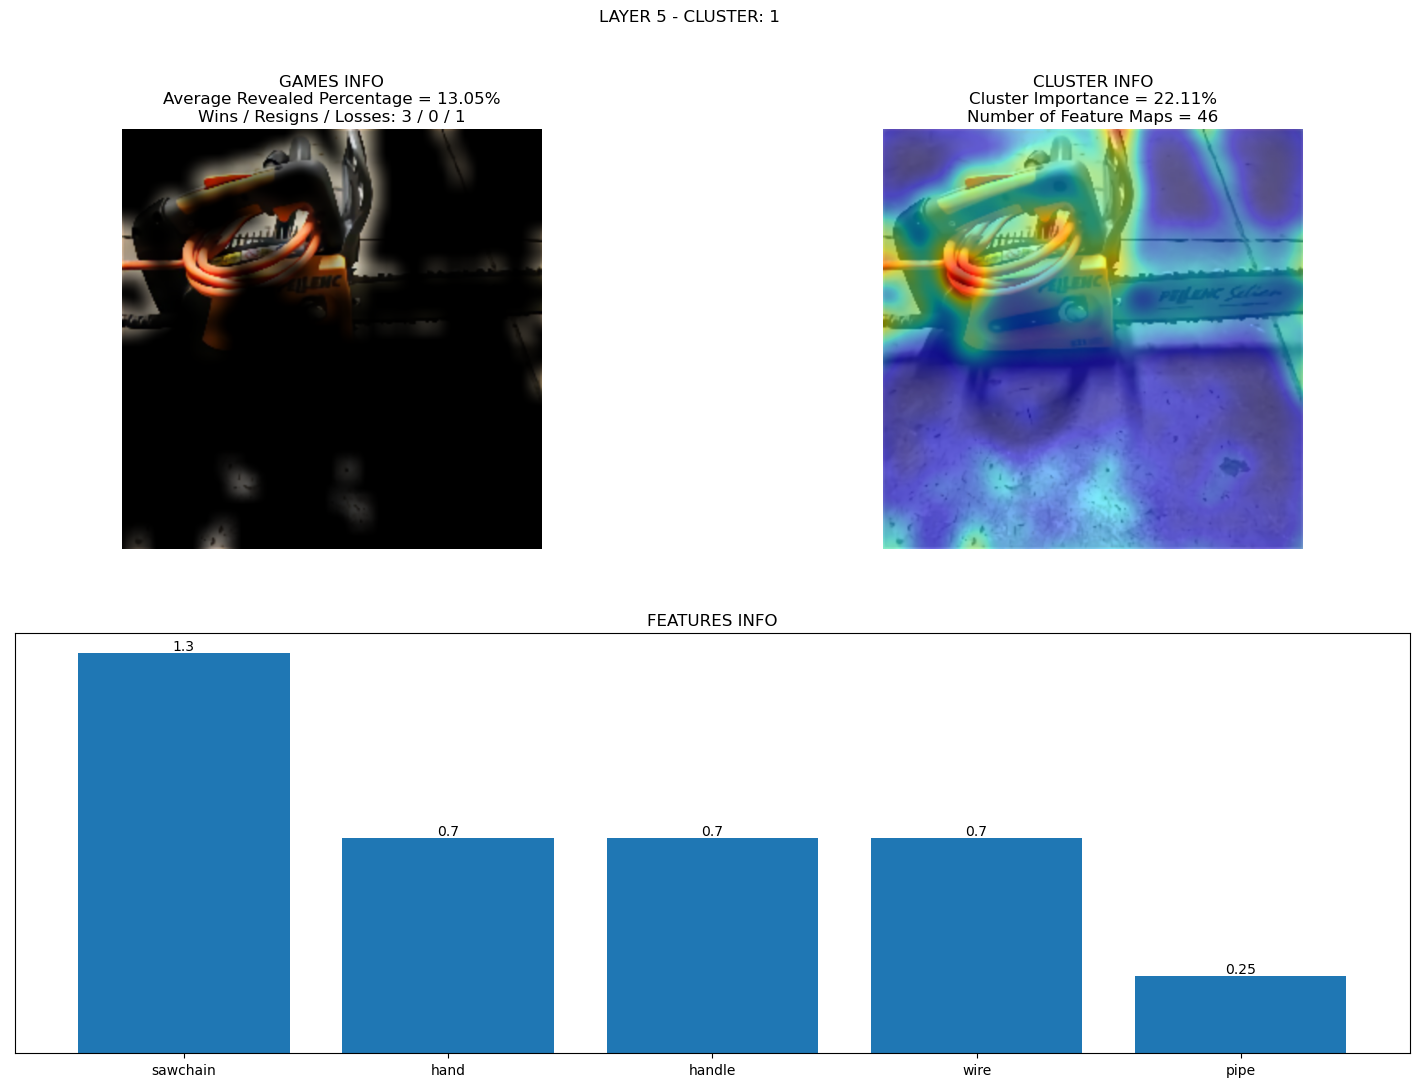 LAYER 5 - CLUSTER: 1
GAMES INFO
Average Revealed Percentage = 13.05%
Wins / Resigns / Losses: 3 / 0 / 1
CLUSTER INFO
Cluster Importance = 22.11%
Number of Feature Maps = 46
PELLENC
PELLENC
PELLENC Selion
FEATURES INFO
1.3
0.7
0.7
0.7
0.25
sawchain
hand
handle
wire
pipe